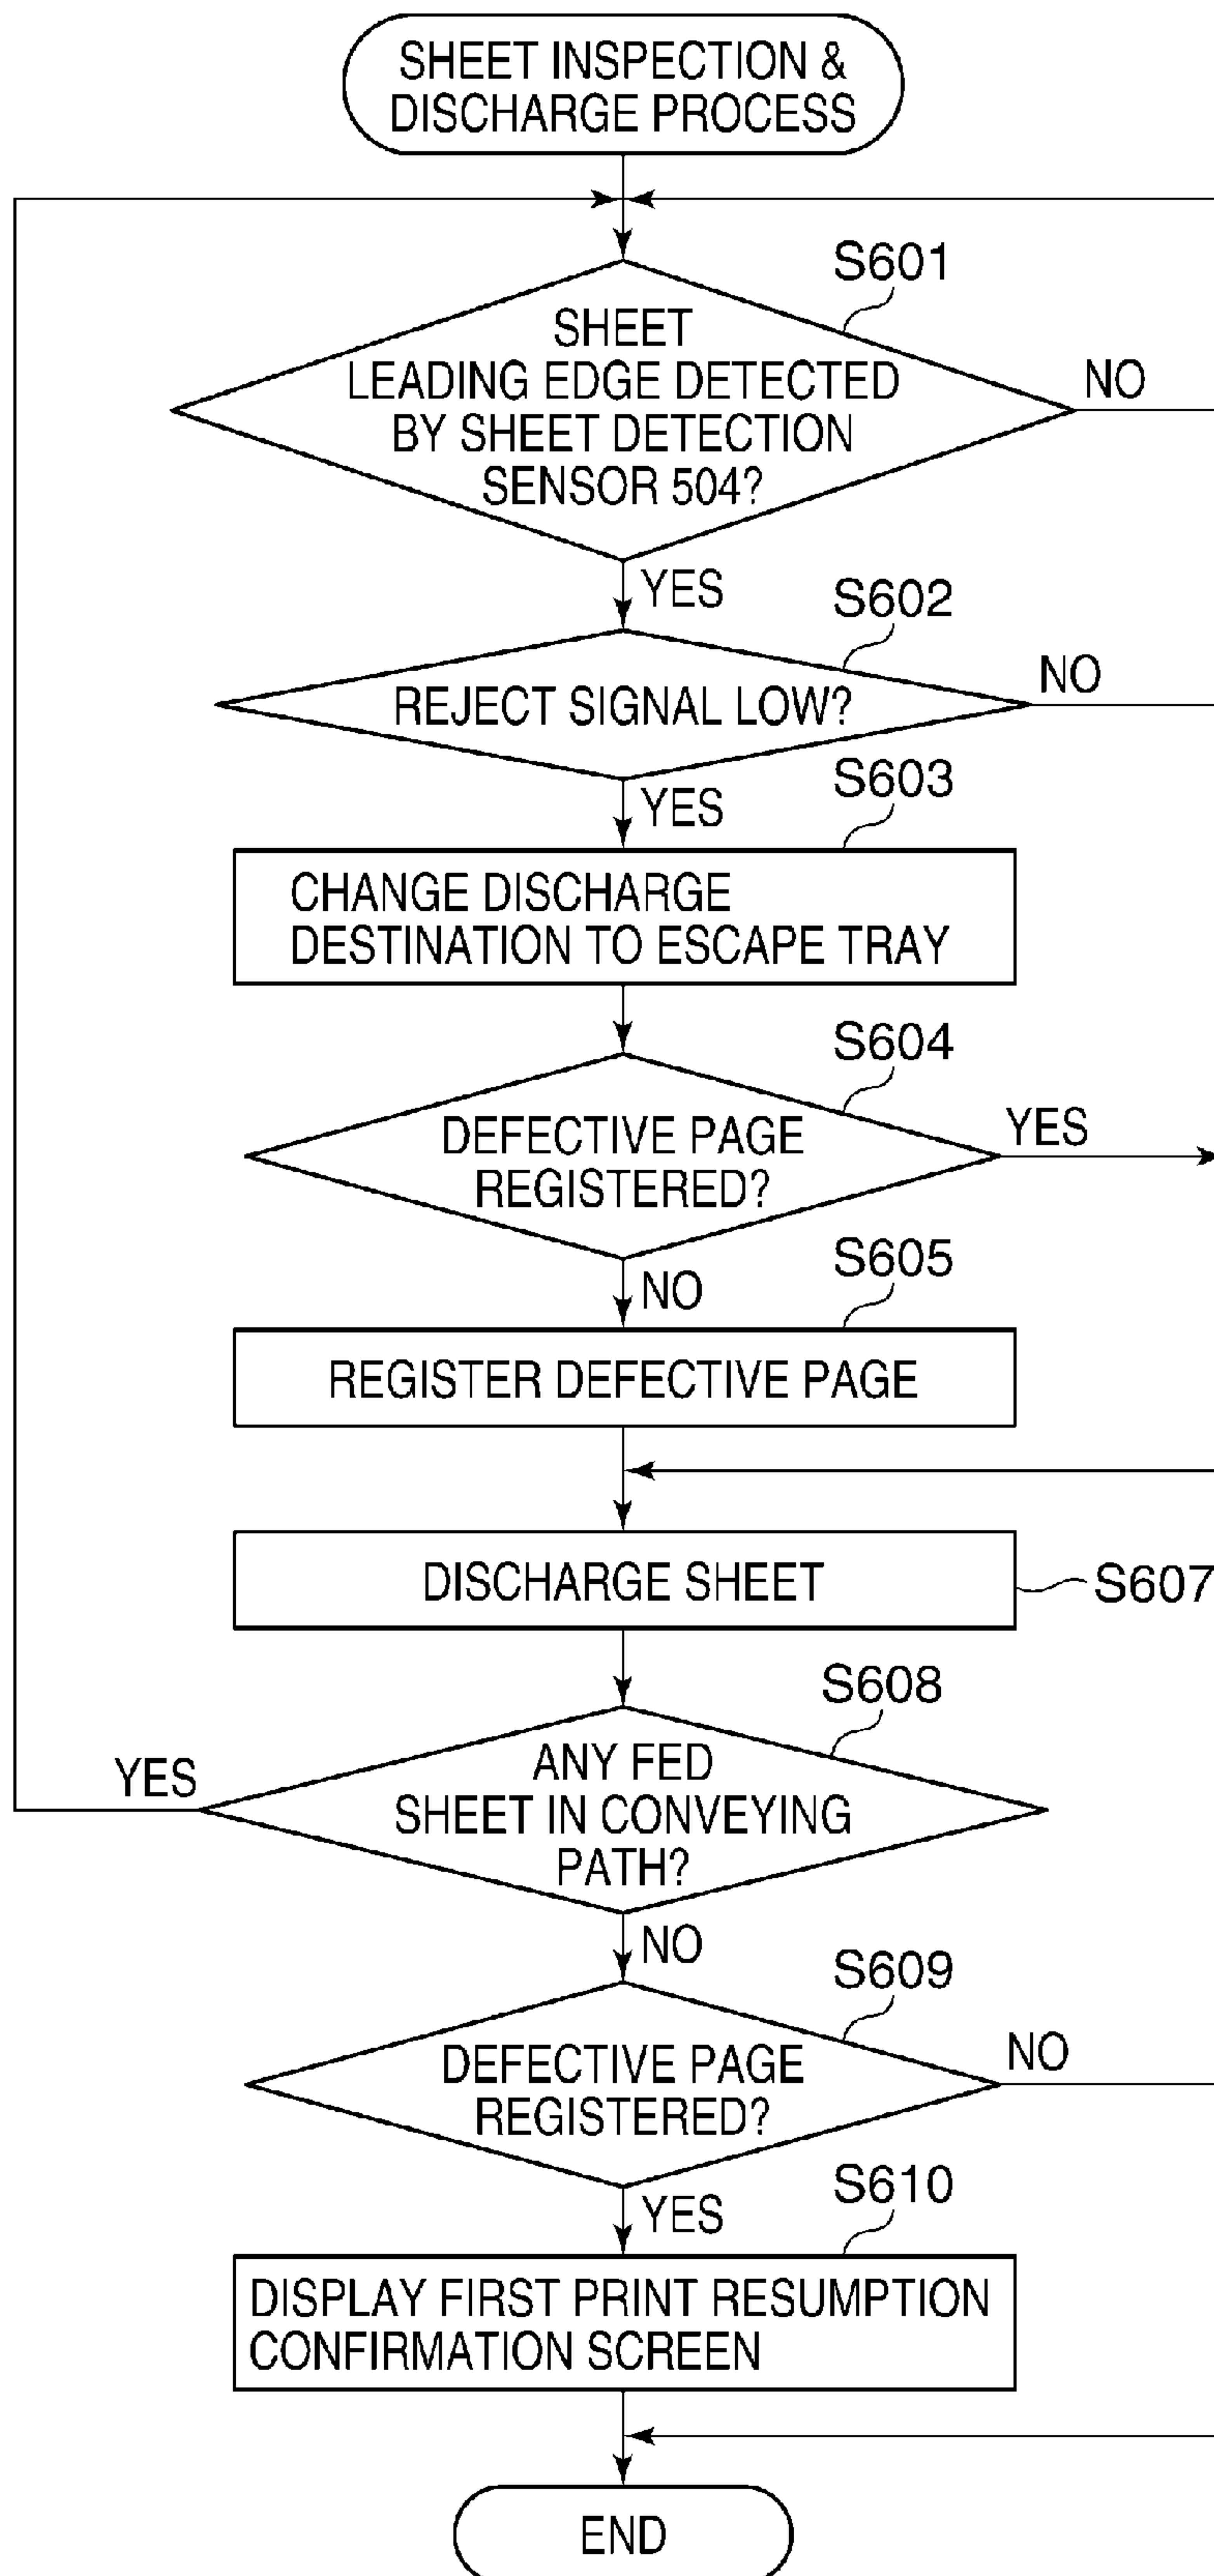 SHEET INSPECTION &
DISCHARGE PROCESS
S601
SHEET
LEADING EDGE DETECTED
BY SHEET DETECTION
SENSOR 504?
NO
YES
S602
REJECT SIGNAL LOW?
NO
YES
S603
CHANGE DISCHARGE
DESTINATION TO ESCAPE TRAY
S604
DEFECTIVE PAGE
REGISTERED?
YES
NO
S605
REGISTER DEFECTIVE PAGE
DISCHARGE SHEET
S607
S608
ANY FED
SHEET IN CONVEYING
PATH?
YES
NO
S609
DEFECTIVE PAGE
REGISTERED?
NO
YES
S610
DISPLAY FIRST PRINT RESUMPTION
CONFIRMATION SCREEN
END